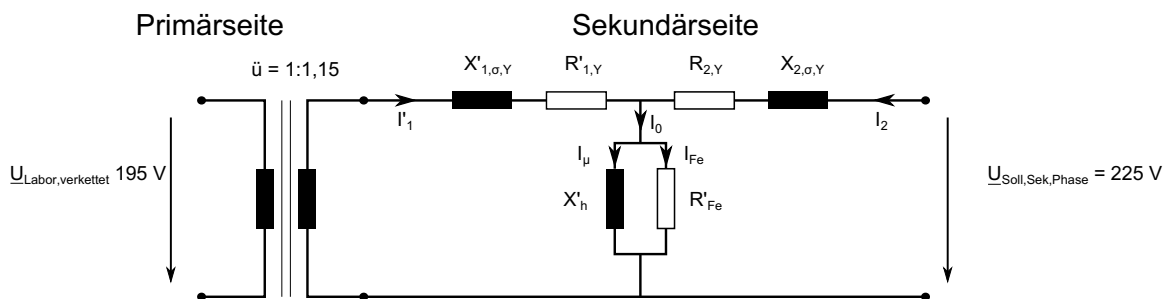 Primärseite
Sekundärseite
ü = 1:1,15
X'1,σ,Y
R'1,Y
R2,Y
X2,σ,Y
I'1
I0
I2
Iμ
IFe
ULabor,verkettet 195 V
X'h
R'Fe
USoll,Sek,Phase = 225 V